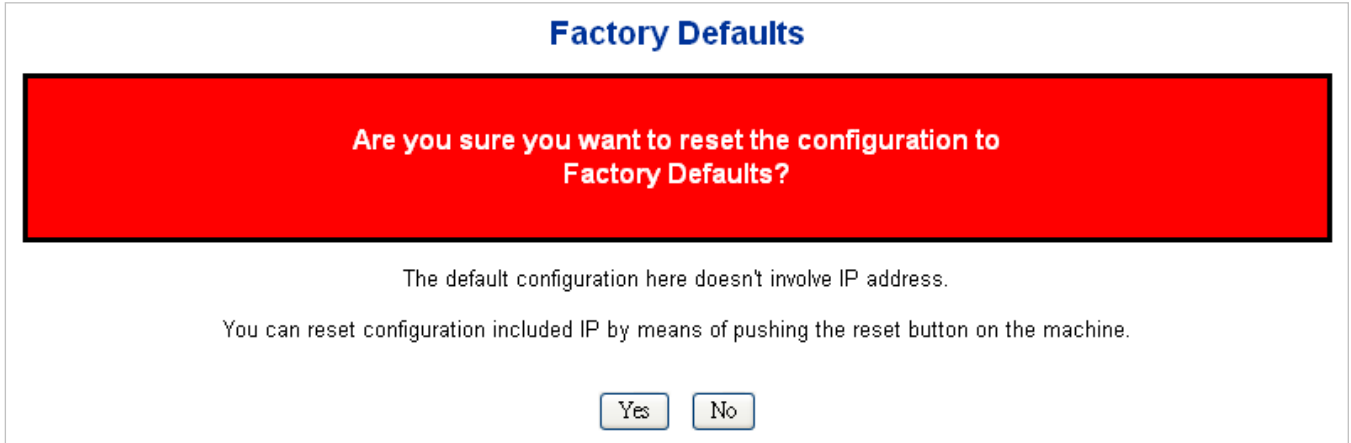 Factory Defaults
Are you sure you want to reset the configuration to
Factory Defaults?
The default configuration here doesn't involve IP address.
You can reset configuration included IP by means of pushing the reset button on the machine.
Yes No